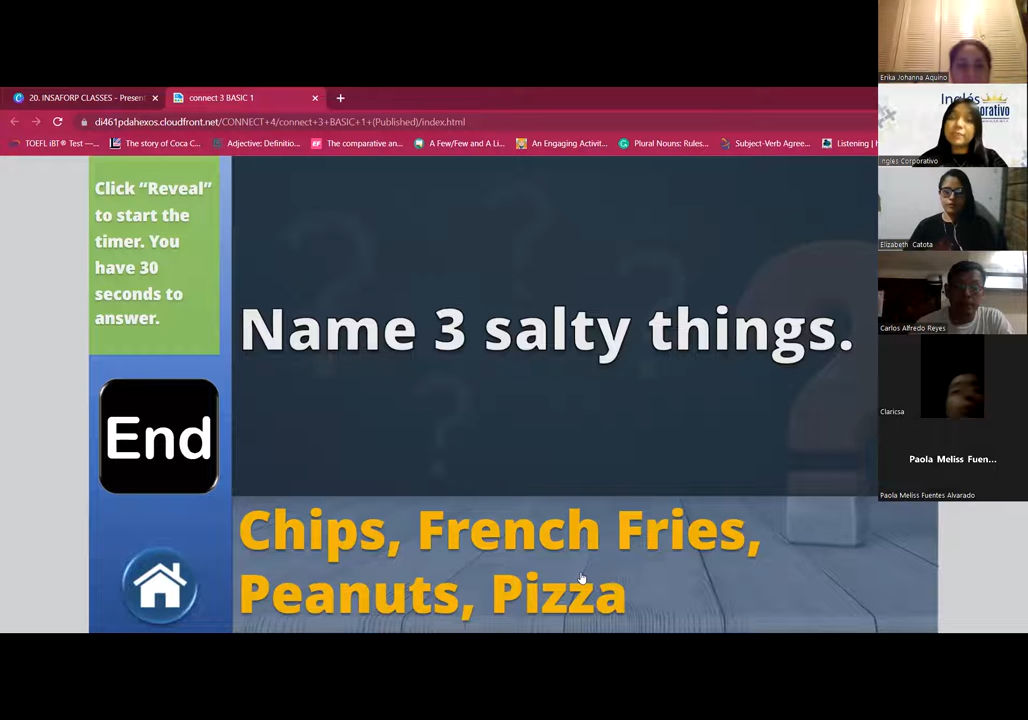 20. INSAFORP CLASSES - Present
connect 3 BASIC 1
di461pdahexos.cloudfront.net/CONNECT+4/connect+3+BASIC+1+(Published)/index.html
TOEFL iBT® Test —...
The story of Coca C...
Adjective: Definitio...
The comparative an...
A Few/Few and A Li...
An Engaging Activit...
Plural Nouns: Rules...
Subject-Verb Agree...
Listening |
Click “Reveal”
to start the
timer. You
have 30
seconds to
answer.
End
Name 3 salty things.
Chips, French Fries,
Peanuts, Pizza
Erika Johanna Aquino
Inglés
Ingles Corporativo
Elizabeth Catota
Carlos Alfredo Reyes
Claricsa
Paola Meliss Fuen...
Paola Meliss Fuentes Alvarado